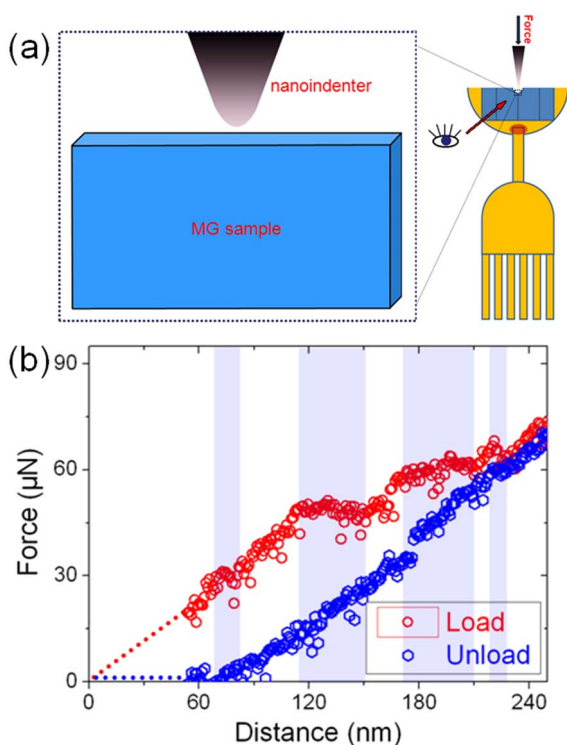 (a)
Force
nanoindenter
MG sample
(b)
90
60
30
0
Force (μN)
0 60 120 180 240
Distance (nm)
Load
Unload